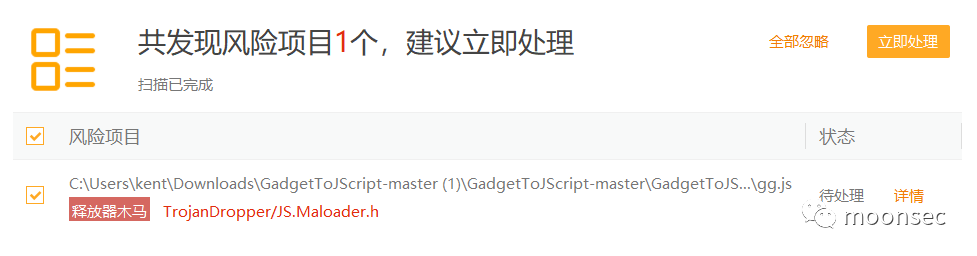 共发现风险项目1个，建议立即处理
全部忽略
立即处理
扫描已完成
风险项目
状态
C:\Users\kent\Downloads\GadgetToJScript-master (1)\GadgetToJScript-master\GadgetToJS...\gg.js
待处理
详情
释放器木马 TrojanDropper/JS.Maloader.h
moonsec